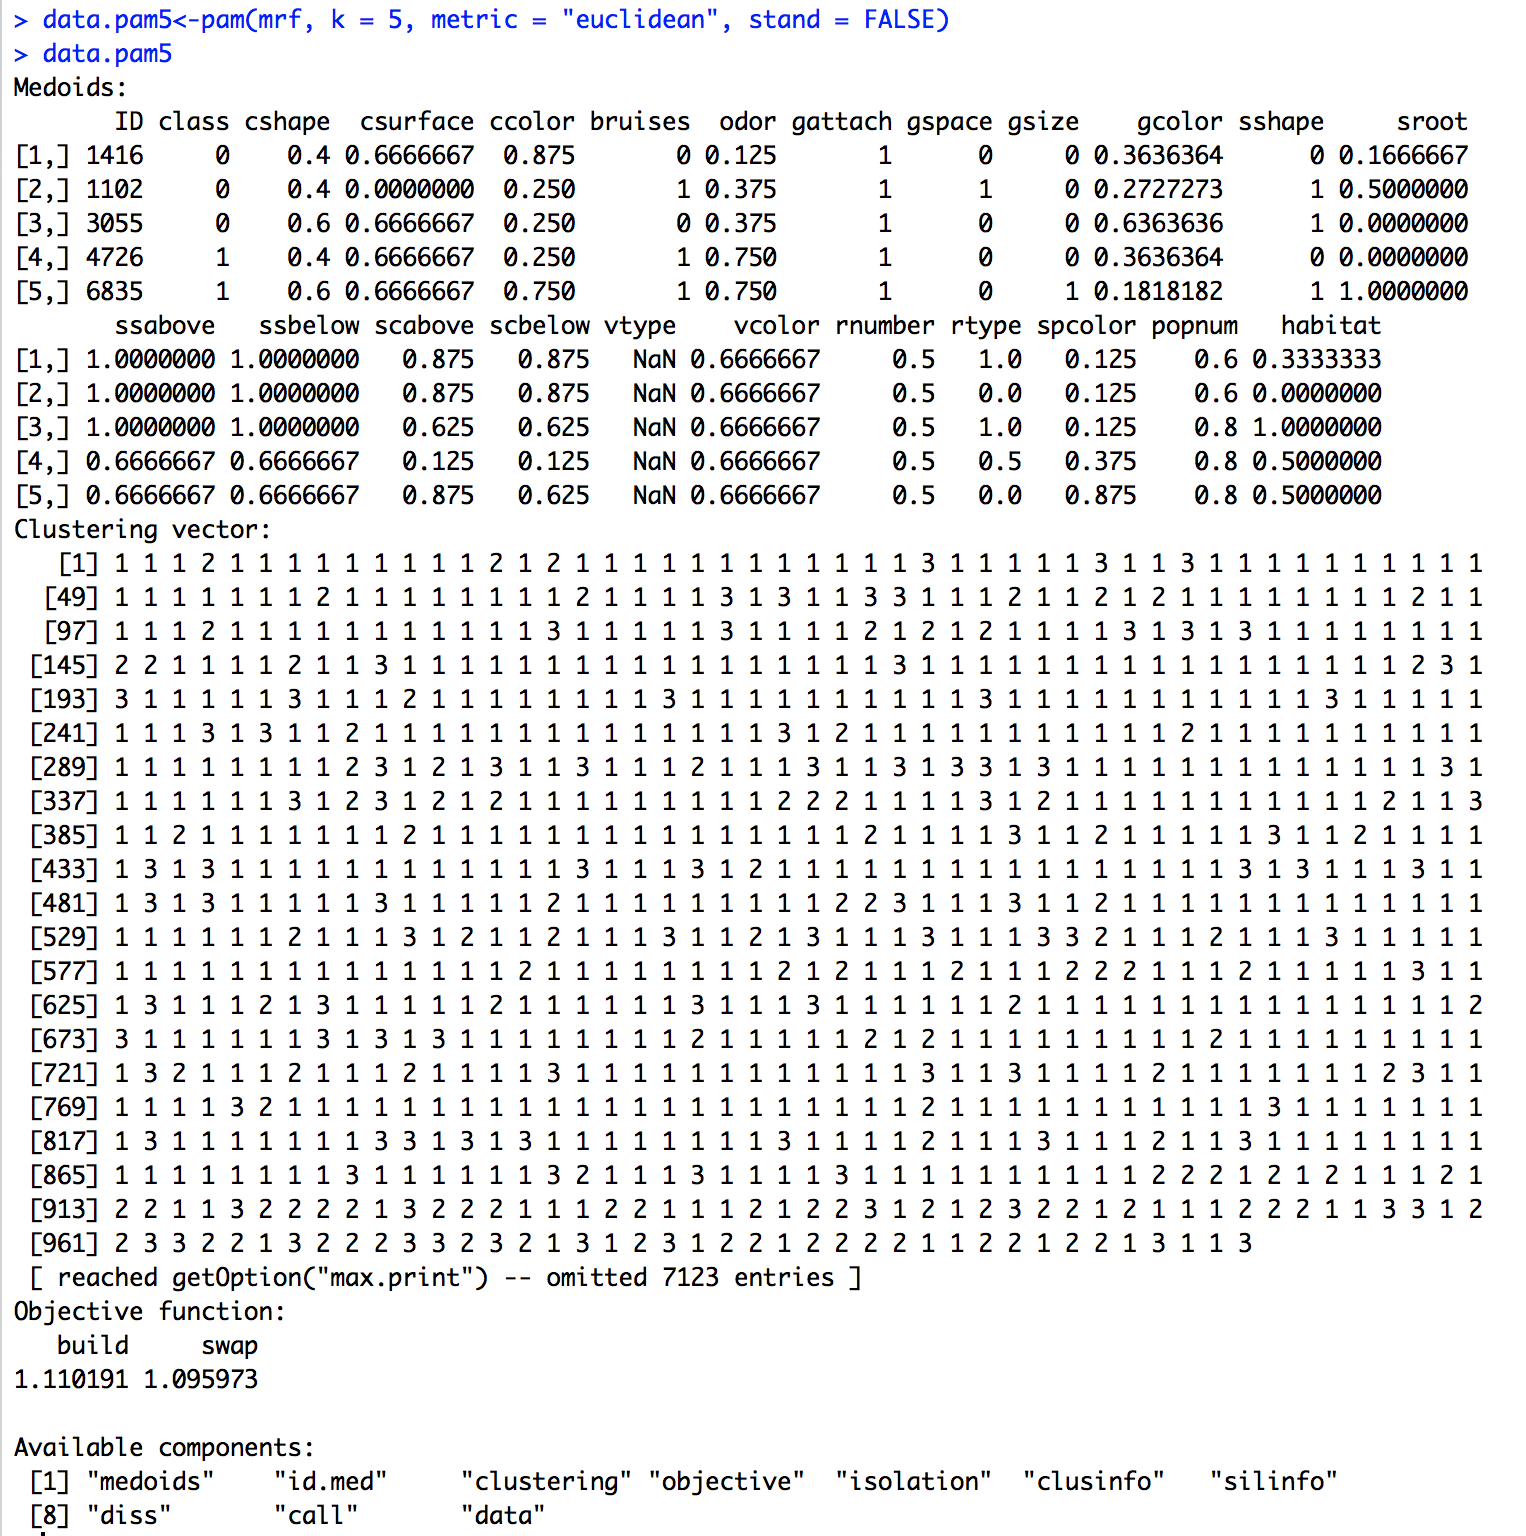 > data.pam5<-pam(mrf, k = 5, metric = "euclidean", stand = FALSE)
> data.pam5
Medoids:
ID class cshape csurface ccolor bruises odor gattach gspace gsize gcolor sshape sroot
[1,] 1416 0 0.4 0.6666667 0.875 0 0.125 1 0 0 0.3636364 0 0.1666667
[2,] 1102 0 0.4 0.0000000 0.250 1 0.375 1 1 0 0.2727273 1 0.5000000
[3,] 3055 0 0.6 0.6666667 0.250 0 0.375 1 0 0 0.6363636 1 0.0000000
[4,] 4726 1 0.4 0.6666667 0.250 1 0.750 1 0 0 0.3636364 0 0.0000000
[5,] 6835 1 0.6 0.6666667 0.750 1 0.750 1 0 1 0.1818182 1 1.0000000
ssabove ssbelow scabove scbelow vtype vcolor rnumber rtype spcolor popnum habitat
[1,] 1.0000000 1.0000000 0.875 0.875 NaN 0.6666667 0.5 1.0 0.125 0.6 0.3333333
[2,] 1.0000000 1.0000000 0.875 0.875 NaN 0.6666667 0.5 0.0 0.125 0.6 0.0000000
[3,] 1.0000000 1.0000000 0.625 0.625 NaN 0.6666667 0.5 1.0 0.125 0.8 1.0000000
[4,] 0.6666667 0.6666667 0.125 0.125 NaN 0.6666667 0.5 0.5 0.375 0.8 0.5000000
[5,] 0.6666667 0.6666667 0.875 0.625 NaN 0.6666667 0.5 0.0 0.875 0.8 0.5000000
Clustering vector:
[1] 1 1 1 2 1 1 1 1 1 1 1 1 1 2 1 2 1 1 1 1 1 1 1 1 1 1 1 1 3 1 1 1 1 1 3 1 1 3 1 1 1 1 1 1 1 1 1 1
[49] 1 1 1 1 1 1 1 2 1 1 1 1 1 1 1 1 2 1 1 1 1 3 1 3 1 1 3 3 1 1 1 2 1 1 2 1 2 1 1 1 1 1 1 1 1 2 1 1
[97] 1 1 1 2 1 1 1 1 1 1 1 1 1 1 1 3 1 1 1 1 1 3 1 1 1 1 2 1 2 1 2 1 1 1 1 3 1 3 1 3 1 1 1 1 1 1 1 1
[145] 2 2 1 1 1 1 2 1 1 3 1 1 1 1 1 1 1 1 1 1 1 1 1 1 1 1 1 3 1 1 1 1 1 1 1 1 1 1 1 1 1 1 1 1 1 2 3 1
[193] 3 1 1 1 1 1 3 1 1 1 2 1 1 1 1 1 1 1 1 3 1 1 1 1 1 1 1 1 1 1 3 1 1 1 1 1 1 1 1 1 1 1 3 1 1 1 1 1
[241] 1 1 1 3 1 3 1 1 2 1 1 1 1 1 1 1 1 1 1 1 1 1 1 3 1 2 1 1 1 1 1 1 1 1 1 1 1 2 1 1 1 1 1 1 1 1 1 1
[289] 1 1 1 1 1 1 1 1 2 3 1 2 1 3 1 1 3 1 1 1 2 1 1 1 3 1 1 3 1 3 3 1 3 1 1 1 1 1 1 1 1 1 1 1 1 1 3 1
[337] 1 1 1 1 1 1 3 1 2 3 1 2 1 2 1 1 1 1 1 1 1 1 1 2 2 2 1 1 1 1 3 1 2 1 1 1 1 1 1 1 1 1 1 1 2 1 1 3
[385] 1 1 2 1 1 1 1 1 1 1 2 1 1 1 1 1 1 1 1 1 1 1 1 1 1 1 2 1 1 1 1 3 1 1 2 1 1 1 1 1 3 1 1 2 1 1 1 1
[433] 1 3 1 3 1 1 1 1 1 1 1 1 1 1 1 1 3 1 1 1 3 1 2 1 1 1 1 1 1 1 1 1 1 1 1 1 1 1 1 3 1 3 1 1 1 3 1 1
[481] 1 3 1 3 1 1 1 1 1 3 1 1 1 1 1 2 1 1 1 1 1 1 1 1 1 2 2 3 1 1 1 3 1 1 2 1 1 1 1 1 1 1 1 1 1 1 1 1
[529] 1 1 1 1 1 1 2 1 1 1 3 1 2 1 1 2 1 1 1 3 1 1 2 1 3 1 1 1 3 1 1 1 3 3 2 1 1 1 2 1 1 1 3 1 1 1 1 1
[577] 1 1 1 1 1 1 1 1 1 1 1 1 1 1 2 1 1 1 1 1 1 1 1 2 1 2 1 1 1 2 1 1 1 2 2 2 1 1 1 2 1 1 1 1 1 3 1 1
[625] 1 3 1 1 1 2 1 3 1 1 1 1 1 2 1 1 1 1 1 1 3 1 1 1 3 1 1 1 1 1 1 2 1 1 1 1 1 1 1 1 1 1 1 1 1 1 1 2
[673] 3 1 1 1 1 1 1 3 1 3 1 3 1 1 1 1 1 1 1 1 2 1 1 1 1 1 2 1 2 1 1 1 1 1 1 1 1 1 2 1 1 1 1 1 1 1 1 1
[721] 1 3 2 1 1 1 2 1 1 1 2 1 1 1 1 3 1 1 1 1 1 1 1 1 1 1 1 1 3 1 1 3 1 1 1 1 2 1 1 1 1 1 1 1 2 3 1 1
[769] 1 1 1 1 3 2 1 1 1 1 1 1 1 1 1 1 1 1 1 1 1 1 1 1 1 1 1 1 2 1 1 1 1 1 1 1 1 1 1 1 3 1 1 1 1 1 1 1
[817] 1 3 1 1 1 1 1 1 1 3 3 1 3 1 3 1 1 1 1 1 1 1 1 3 1 1 1 1 2 1 1 1 3 1 1 1 2 1 1 3 1 1 1 1 1 1 1 1
[865] 1 1 1 1 1 1 1 1 3 1 1 1 1 1 1 3 2 1 1 1 3 1 1 1 1 3 1 1 1 1 1 1 1 1 1 1 2 2 2 1 2 1 2 1 1 1 2 1
[913] 2 2 1 1 3 2 2 2 2 1 3 2 2 2 1 1 1 2 2 1 1 1 2 1 2 2 3 1 2 1 2 3 2 2 1 2 1 1 1 2 2 2 1 1 3 3 1 2
[961] 2 3 3 2 2 1 3 2 2 2 3 3 2 3 2 1 3 1 2 3 1 2 2 1 2 2 2 2 1 1 2 2 1 2 2 1 3 1 1 3
[ reached getOption("max.print") -- omitted 7123 entries ]
Objective function:
build swap
1.110191 1.095973
Available components:
[1] "medoids" "id.med" "clustering" "objective" "isolation" "clusinfo" "silinfo"
[8] "diss" "call" "data"